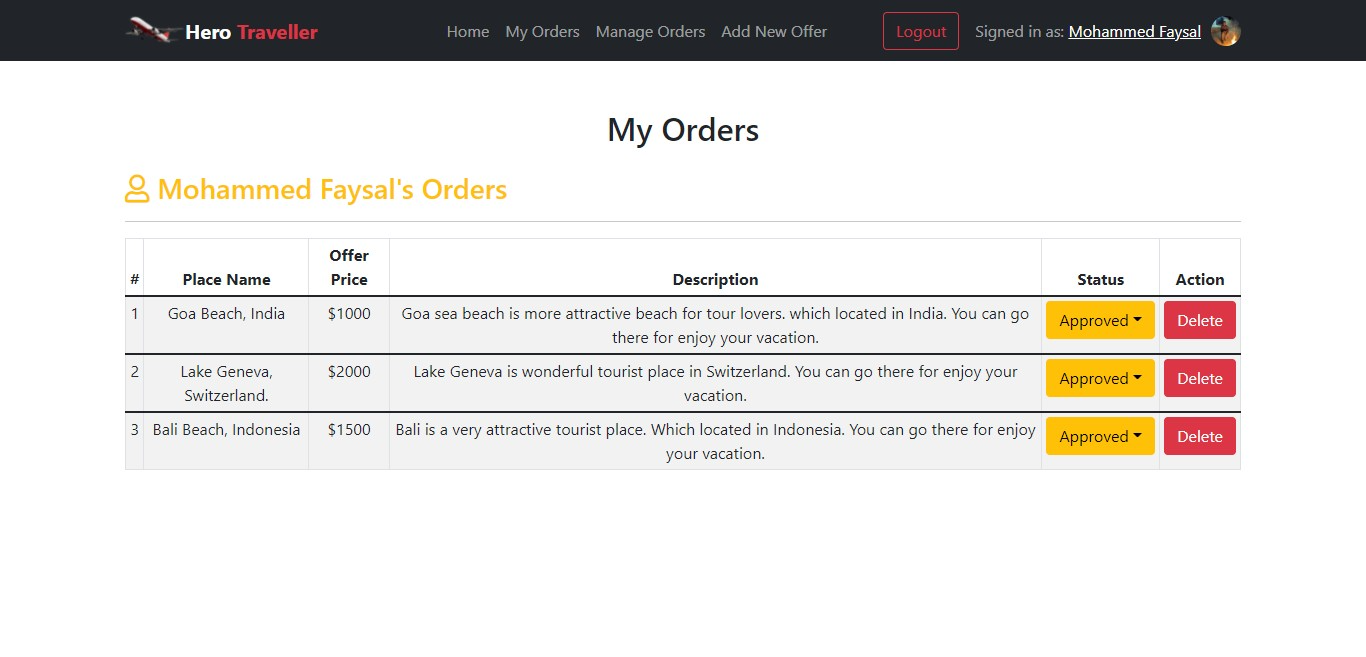 Hero Traveller
Home My Orders Manage Orders Add New Offer Logout Signed in as: Mohammed Faysal
My Orders
Mohammed Faysal's Orders
# Place Name Offer Price Description Status Action
1 Goa Beach, India $1000 Goa sea beach is more attractive beach for tour lovers. which located in India. You can go
there for enjoy your vacation.
Approved Delete
2 Lake Geneva,
Switzerland.
$2000 Lake Geneva is wonderful tourist place in Switzerland. You can go there for enjoy your
vacation.
Approved Delete
3 Bali Beach, Indonesia $1500 Bali is a very attractive tourist place. Which located in Indonesia. You can go there for enjoy
your vacation.
Approved Delete